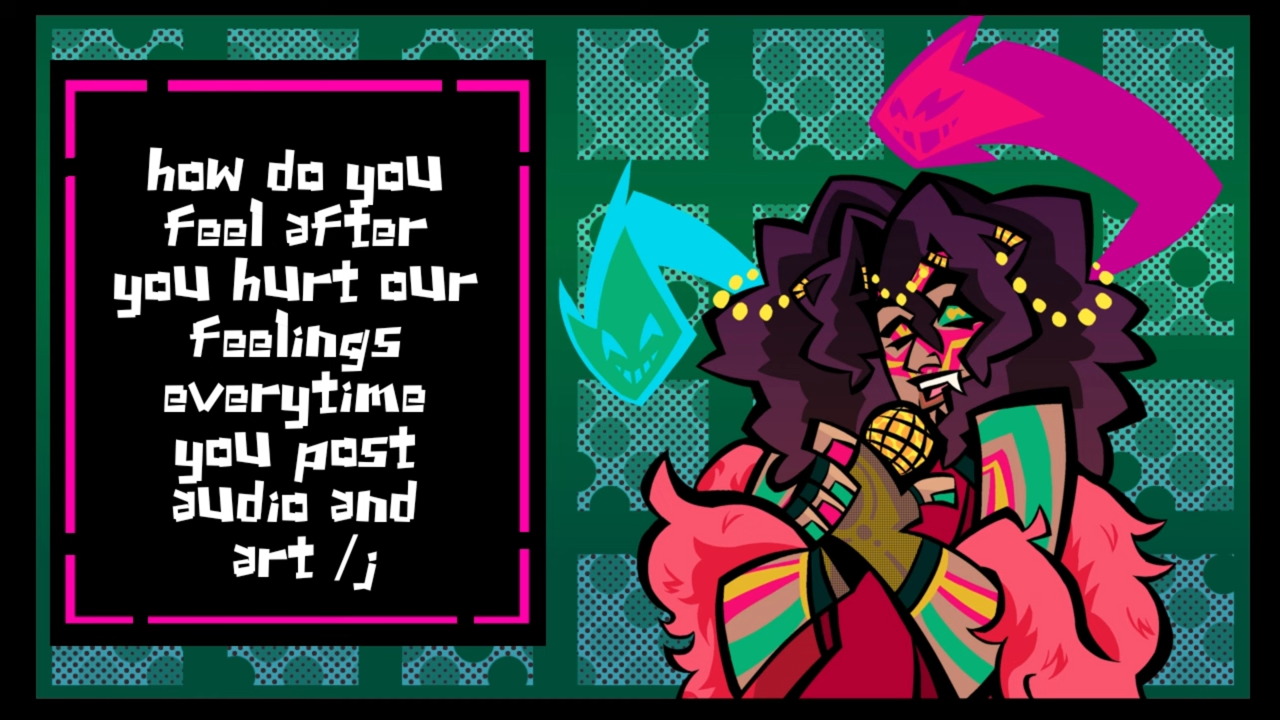 how do you
feel after
you hurt our
feelings
everytime
you post
audio and
art /j